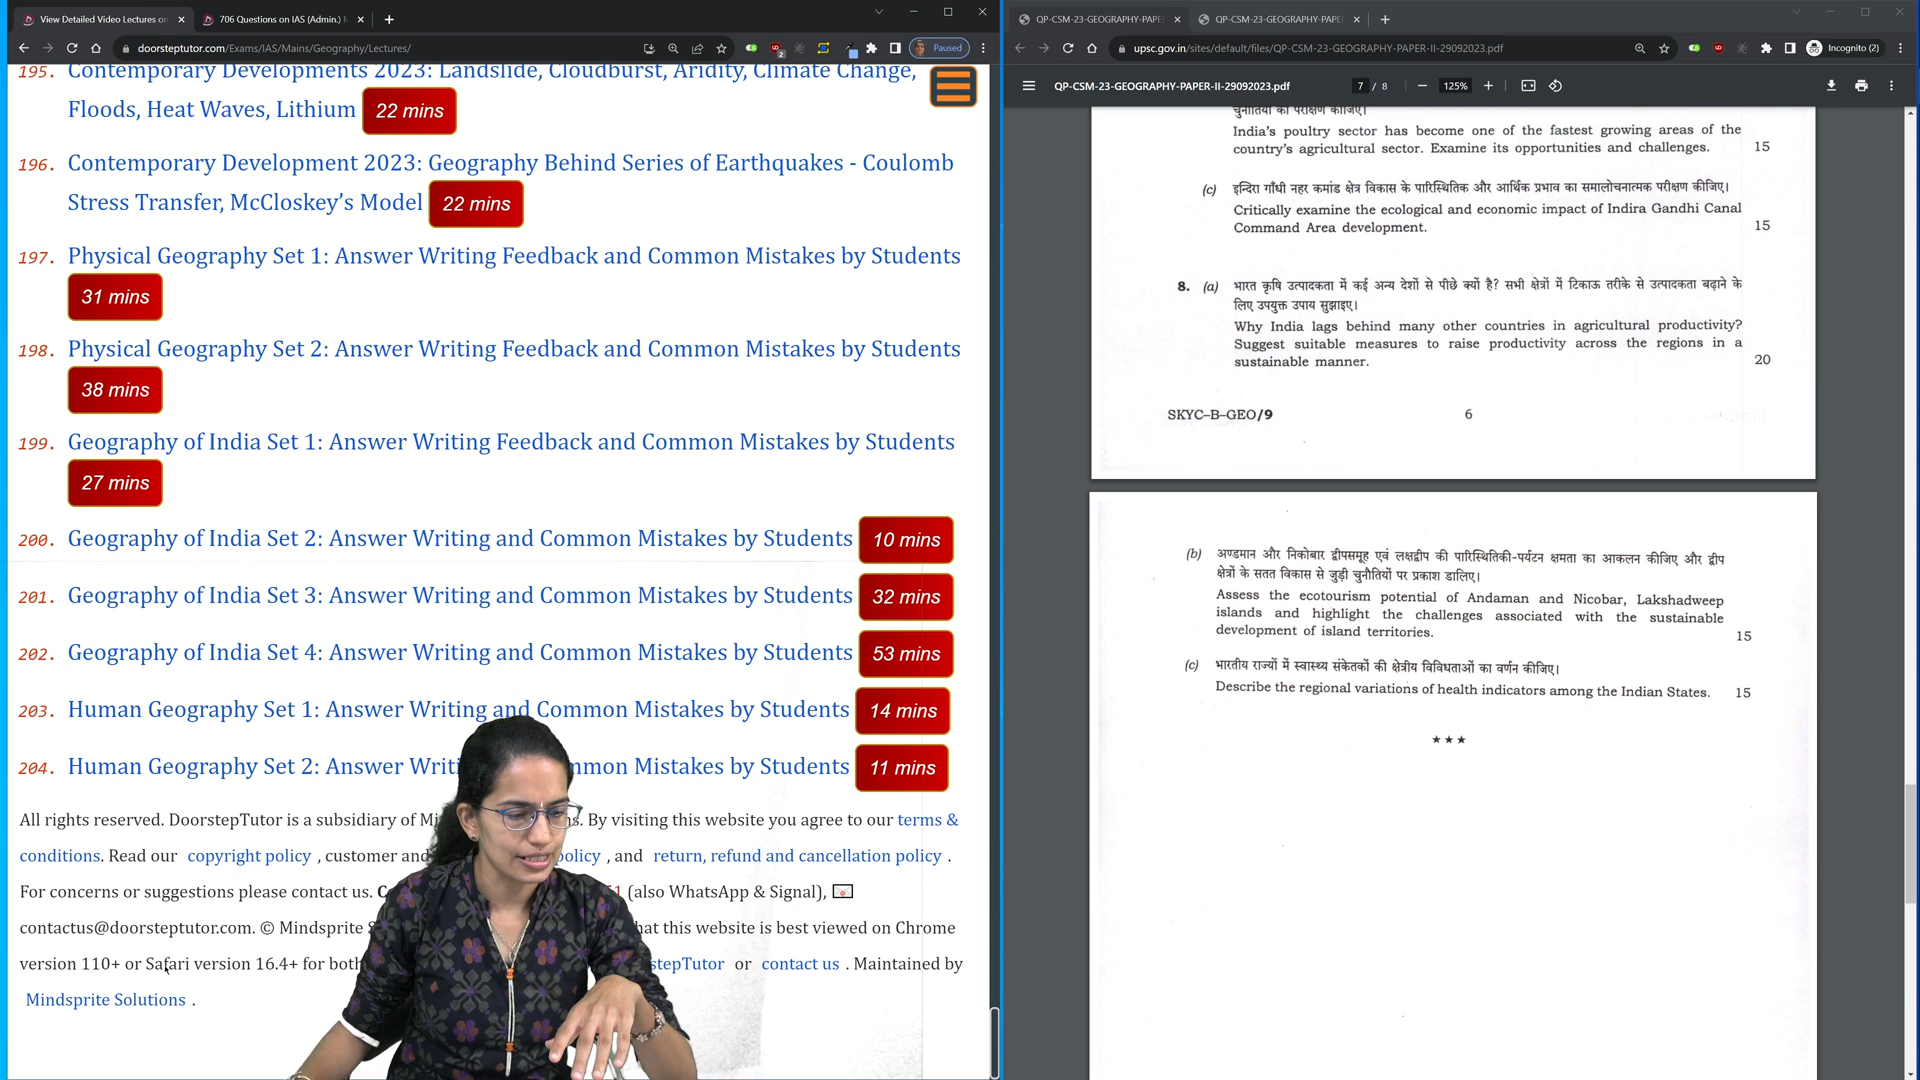 View Detailed Video Lectures on
706 Questions on IAS (Admin.)
doorsteptutor.com/Exams/IAS/Mains/Geography/Lectures/
Paused
195. Contemporary Developments 2023: Landslide, Cloudburst, Aridity, Climate Change,
Floods, Heat Waves, Lithium 22 mins
196. Contemporary Development 2023: Geography Behind Series of Earthquakes - Coulomb
Stress Transfer, McCloskey's Model 22 mins
197. Physical Geography Set 1: Answer Writing Feedback and Common Mistakes by Students
31 mins
198. Physical Geography Set 2: Answer Writing Feedback and Common Mistakes by Students
38 mins
199. Geography of India Set 1: Answer Writing Feedback and Common Mistakes by Students
27 mins
200. Geography of India Set 2: Answer Writing and Common Mistakes by Students 10 mins
201. Geography of India Set 3: Answer Writing and Common Mistakes by Students 32 mins
202. Geography of India Set 4: Answer Writing and Common Mistakes by Students 53 mins
203. Human Geography Set 1: Answer Writing and Common Mistakes by Students 14 mins
204. Human Geography Set 2: Answer Writi mmon Mistakes by Students 11 mins
All rights reserved. DoorstepTutor is a subsidiary of Mi ns. By visiting this website you agree to our terms &
conditions. Read our copyright policy , customer and policy , and return, refund and cancellation policy .
For concerns or suggestions please contact us. (also WhatsApp & Signal),
contactus@doorsteptutor.com. © Mindsprite S hat this website is best viewed on Chrome
version 110+ or Safari version 16.4+ for both stepTutor or contact us . Maintained by
Mindsprite Solutions .
QP-CSM-23-GEOGRAPHY-PAPE
QP-CSM-23-GEOGRAPHY-PAPE
upsc.gov.in/sites/default/files/QP-CSM-23-GEOGRAPHY-PAPER-II-29092023.pdf
Incognito (2)
QP-CSM-23-GEOGRAPHY-PAPER-II-29092023.pdf 7 / 8 125%
चुनौतियों का परीक्षण कीजिए।
India's poultry sector has become one of the fastest growing areas of the
country's agricultural sector. Examine its opportunities and challenges. 15
(c) इन्दिरा गाँधी नहर कमांड क्षेत्र विकास के पारिस्थितिक और आर्थिक प्रभाव का समालोचनात्मक परीक्षण कीजिए।
Critically examine the ecological and economic impact of Indira Gandhi Canal
Command Area development. 15
8. (a) भारत कृषि उत्पादकता में कई अन्य देशों से पीछे क्यों है? सभी क्षेत्रों में टिकाऊ तरीके से उत्पादकता बढ़ाने के
लिए उपयुक्त उपाय सुझाइए।
Why India lags behind many other countries in agricultural productivity?
Suggest suitable measures to raise productivity across the regions in a
sustainable manner. 20
SKYC-B-GEO/9 6
(b) अण्डमान और निकोबार द्वीपसमूह एवं लक्षद्वीप की पारिस्थितिकी-पर्यटन क्षमता का आकलन कीजिए और द्वीप
क्षेत्रों के सतत विकास से जुड़ी चुनौतियों पर प्रकाश डालिए।
Assess the ecotourism potential of Andaman and Nicobar, Lakshadweep
islands and highlight the challenges associated with the sustainable
development of island territories. 15
(c) भारतीय राज्यों में स्वास्थ्य संकेतकों की क्षेत्रीय विविधताओं का वर्णन कीजिए।
Describe the regional variations of health indicators among the Indian States. 15
★ ★ ★